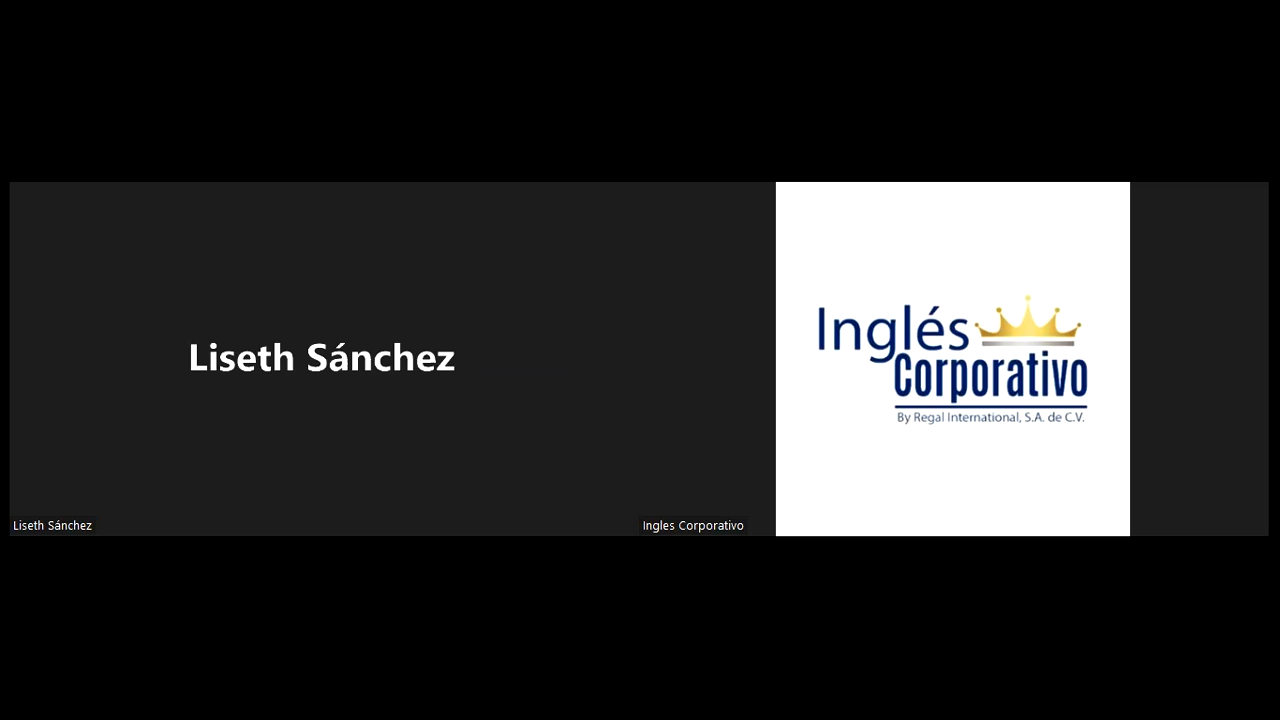 Liseth Sánchez
Liseth Sánchez
Ingles Corporativo
Inglés
Corporativo
By Regal International, S.A. de C.V.